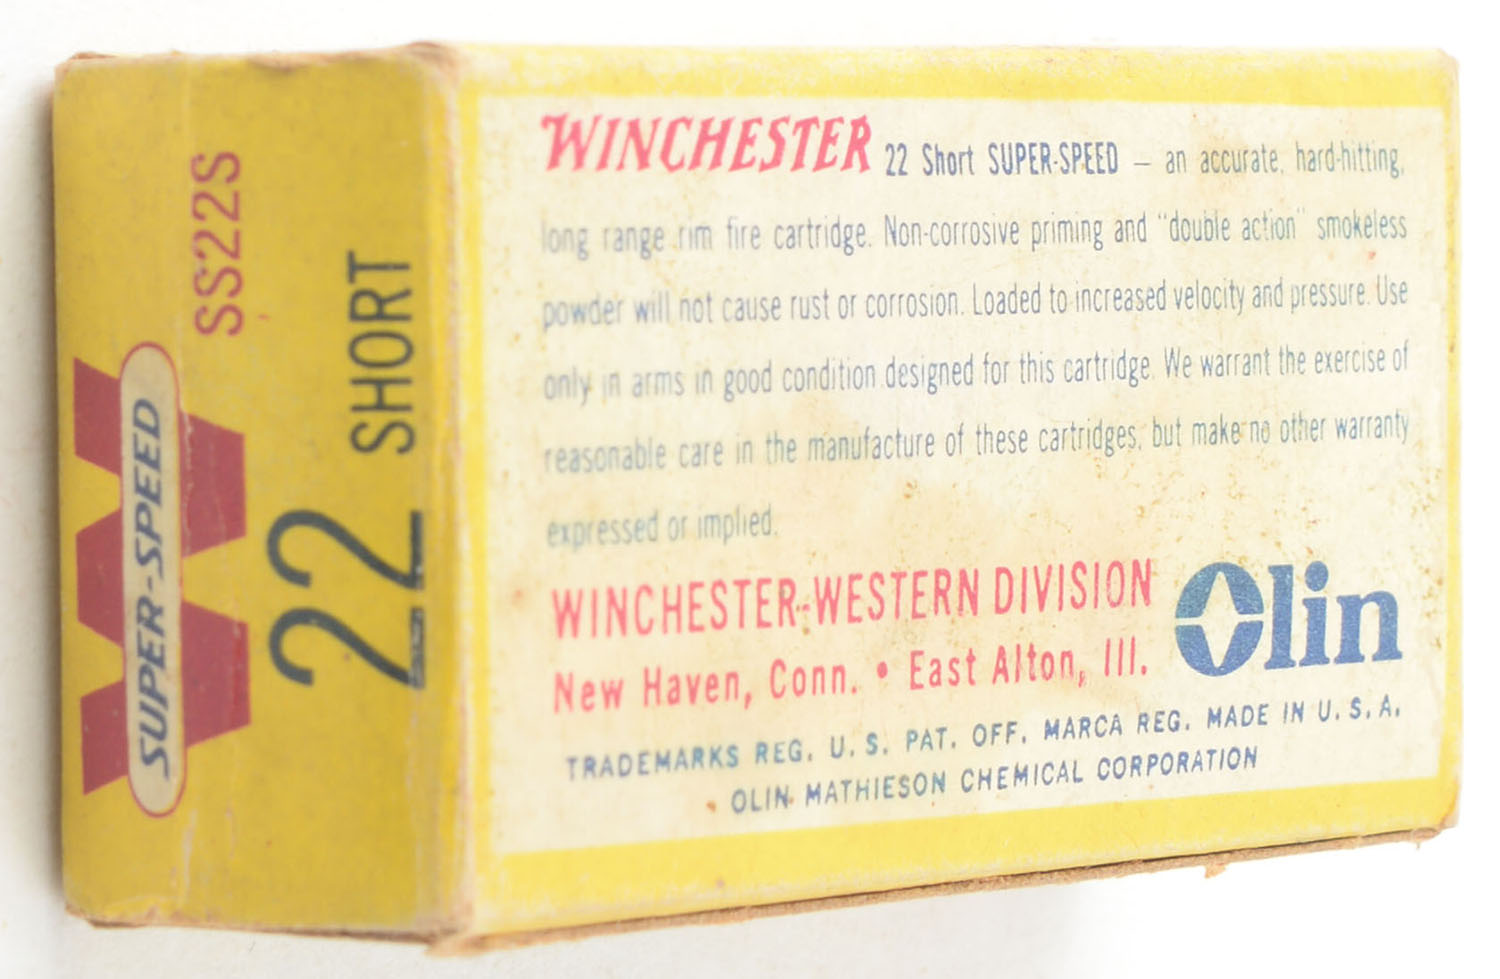 W
SUPER-SPEED
SS22S
22 SHORT
WINCHESTER 22 Short SUPER-SPEED — an accurate, hard-hitting,
long range rim fire cartridge. Non-corrosive priming and "double action" smokeless
powder will not cause rust or corrosion. Loaded to increased velocity and pressure. Use
only in arms in good condition designed for this cartridge. We warrant the exercise of
reasonable care in the manufacture of these cartridges, but make no other warranty
expressed or implied.
WINCHESTER-WESTERN DIVISION
New Haven, Conn. • East Alton, Ill.
Olin
TRADEMARKS REG. U. S. PAT. OFF. MARCA REG. MADE IN U. S. A.
OLIN MATHIESON CHEMICAL CORPORATION